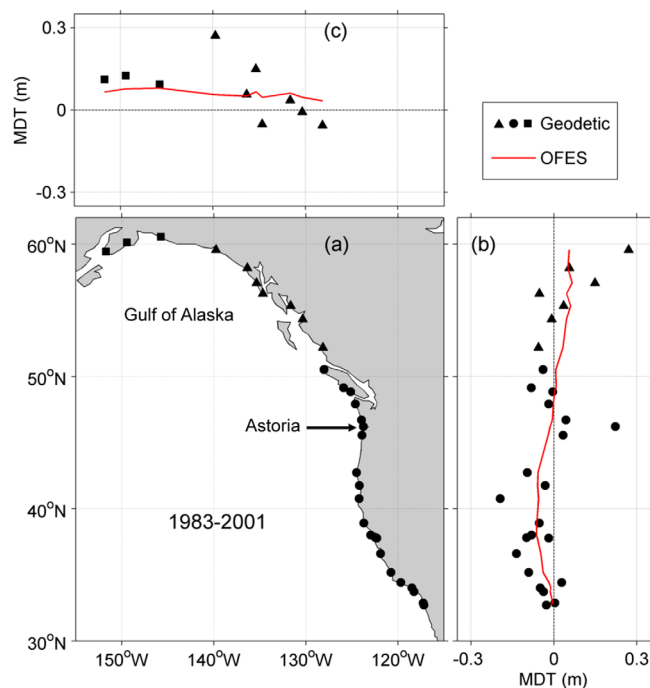 0.3
(c)
MDT (m)
0
-0.3
Geodetic
OFES
60°N
(a)
(b)
Gulf of Alaska
50°N
Astoria
40°N
1983-2001
30°N
150°W
140°W
130°W
120°W
-0.3
0
0.3
MDT (m)